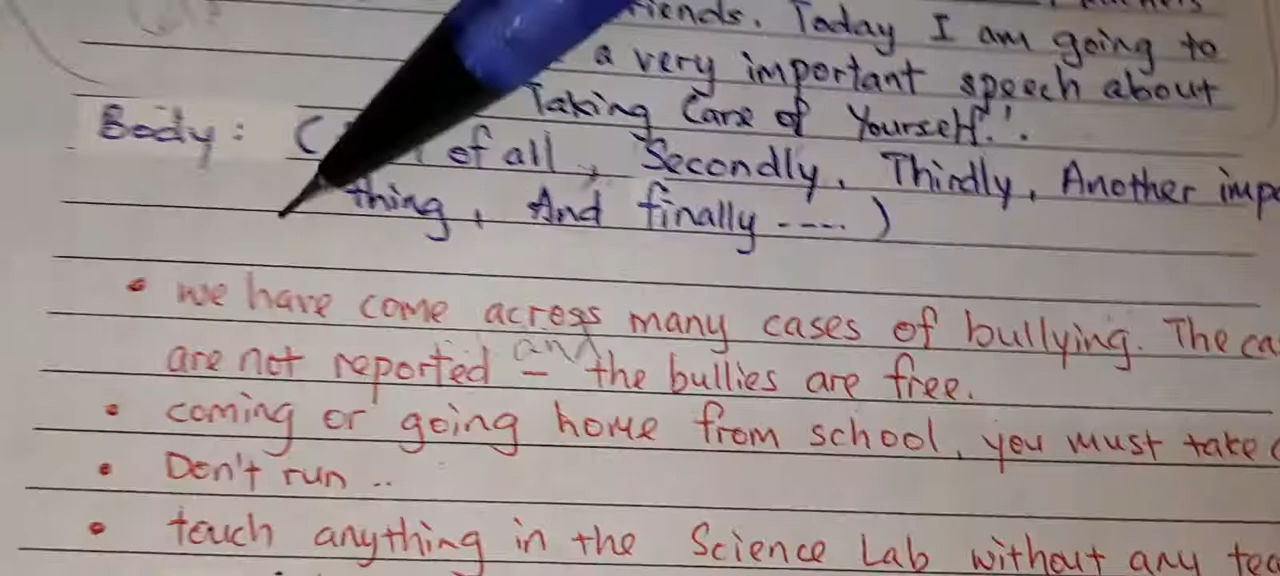 friends. Today I am going to
a very important speech about
Taking Care of Yourself!'.
Body: ( of all, Secondly, Thirdly, Another
thing, And finally ----- )
• we have come across many cases of bullying. The
are not reported - and the bullies are free.
• coming or going home from school, you must take
• Don't run ..
• touch anything in the Science Lab without any